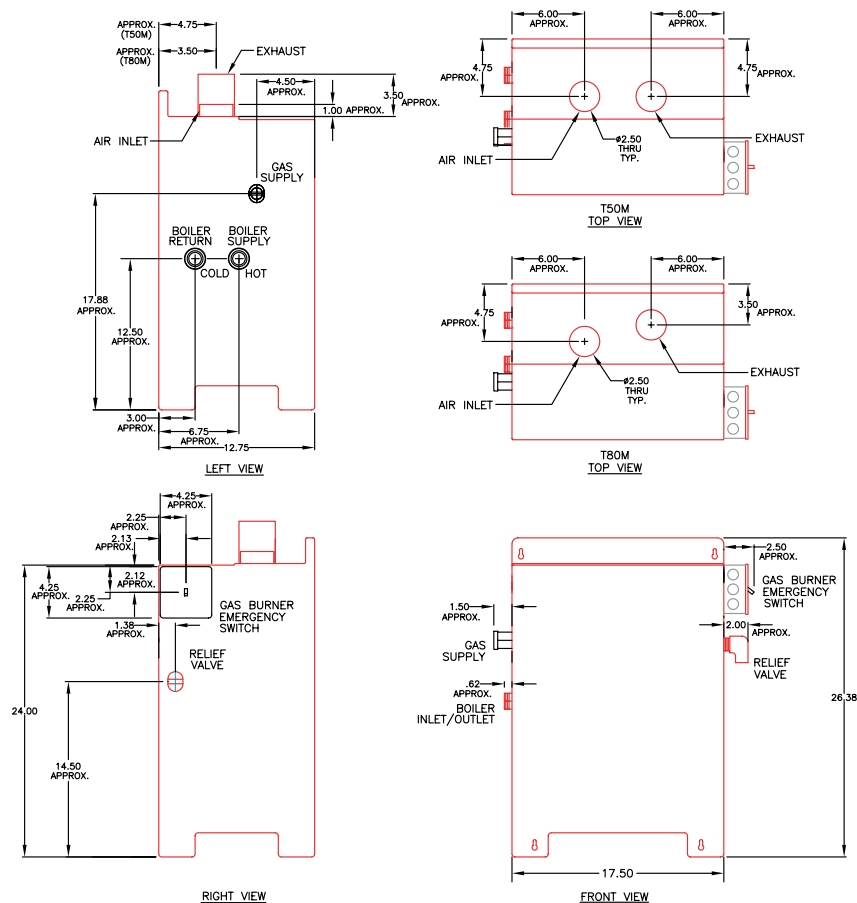 APPROX.
(T50M)
4.75
APPROX.
(T80M)
3.50
EXHAUST
4.50
APPROX.
3.50
APPROX.
1.00 APPROX.
AIR INLET
GAS
SUPPLY
BOILER
RETURN
BOILER
SUPPLY
COLD
HOT
17.88
APPROX.
12.50
APPROX.
3.00
APPROX.
6.75
APPROX.
12.75
LEFT VIEW
6.00
APPROX.
6.00
APPROX.
4.75
APPROX.
4.75
APPROX.
AIR INLET
ø2.50
THRU
TYP.
EXHAUST
T50M
TOP VIEW
6.00
APPROX.
6.00
APPROX.
4.75
APPROX.
3.50
APPROX.
AIR INLET
ø2.50
THRU
TYP.
EXHAUST
T80M
TOP VIEW
4.25
APPROX.
2.25
APPROX.
2.13
APPROX.
4.25
APPROX.
2.12
APPROX.
2.25
APPROX.
1.38
APPROX.
GAS BURNER
EMERGENCY
SWITCH
RELIEF
VALVE
24.00
14.50
APPROX.
RIGHT VIEW
2.50
APPROX.
GAS BURNER
EMERGENCY
SWITCH
1.50
APPROX.
GAS
SUPPLY
2.00
APPROX.
RELIEF
VALVE
.62
APPROX.
BOILER
INLET/OUTLET
26.38
17.50
FRONT VIEW